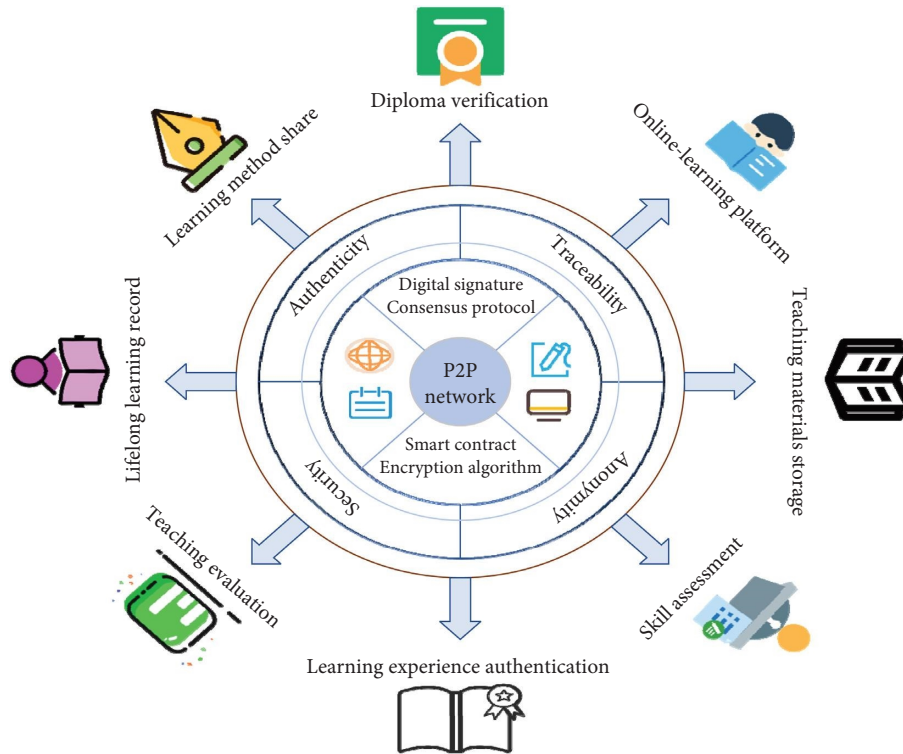 Diploma verification
Learning method share
Online-learning platform
Authenticity
Traceability
Digital signature
Consensus protocol
Lifelong learning record
P2P
network
Teaching materials storage
Smart contract
Encryption algorithm
Security
Anonymity
Teaching evaluation
Skill assessment
Learning experience authentication